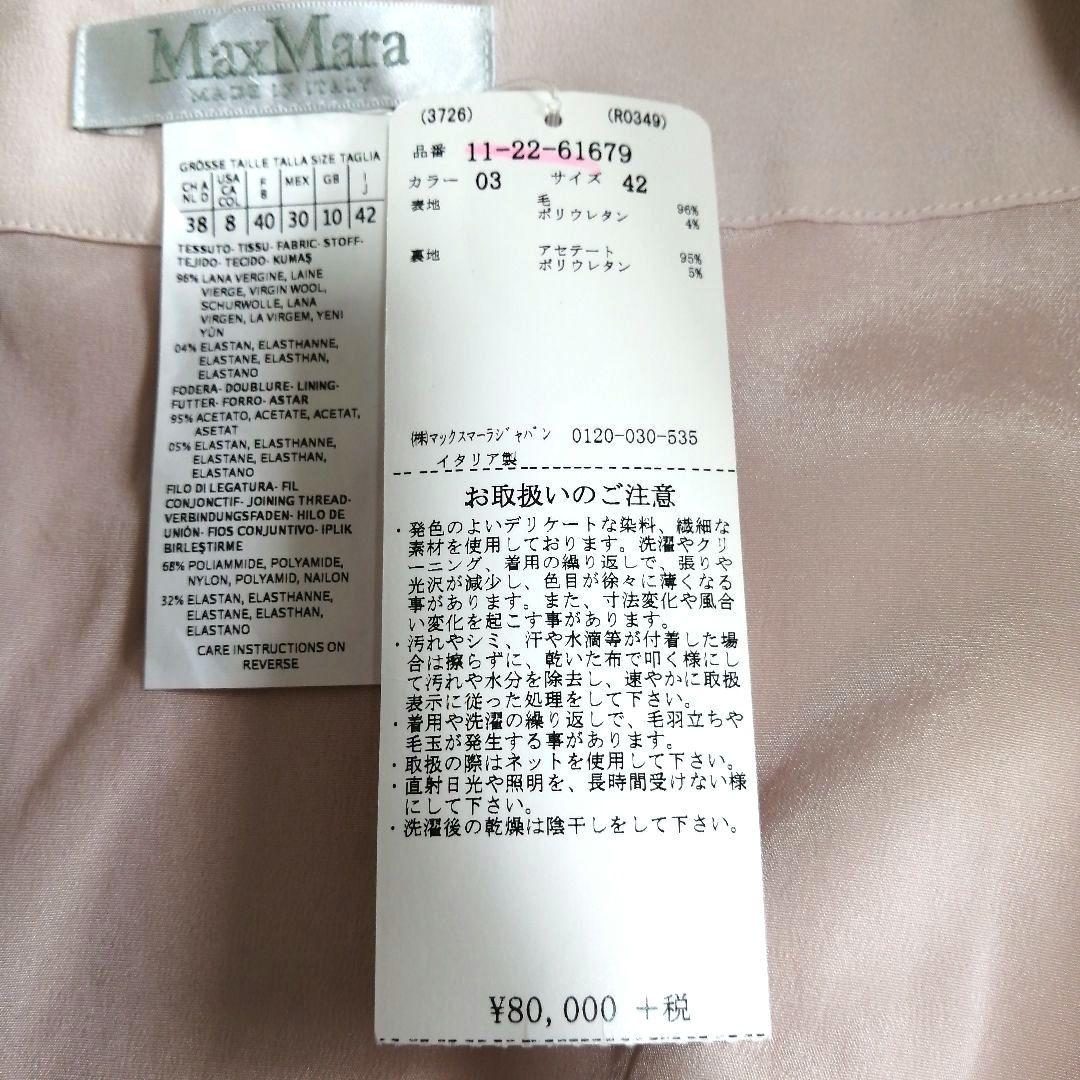 MaxMara
MADE IN ITALY
GRÖSSE TAILLE TALLA SIZE TAGLIA
CH A NL D USA CA COL F B MEX GB I J
38 8 40 30 10 42
TESSUTO- TISSU- FABRIC- STOFF-
TEJIDO- TECIDO- KUMAŞ
96% LANA VERGINE, LAINE
VIERGE, VIRGIN WOOL,
SCHURWOLLE, LANA
VIRGEN, LA VIRGEM, YENI
YÜN
04% ELASTAN, ELASTHANNE,
ELASTANE, ELASTHAN,
ELASTANO
FODERA- DOUBLURE- LINING-
FUTTER- FORRO- ASTAR
95% ACETATO, ACETATE, ACETAT,
ASETAT
05% ELASTAN, ELASTHANNE,
ELASTANE, ELASTHAN,
ELASTANO
FILO DI LEGATURA- FIL
CONJONCTIF- JOINING THREAD-
VERBINDUNGSFADEN- HILO DE
UNIÓN- FIOS CONJUNTIVO- IPLIK
BIRLEŞTIRME
68% POLIAMMIDE, POLYAMIDE,
NYLON, POLYAMID, NAILON
32% ELASTAN, ELASTHANNE,
ELASTANE, ELASTHAN,
ELASTANO
CARE INSTRUCTIONS ON
REVERSE
(3726) (R0349)
品番 11-22-61679
カラー 03 サイズ 42
表地 毛 96%
ポリウレタン 4%
裏地 アセテート 95%
ポリウレタン 5%
㈱マックスマーラジャパン 0120-030-535
イタリア製
お取扱いのご注意
・発色のよいデリケートな染料、繊細な
素材を使用しております。洗濯やクリ
ーニング、着用の繰り返しで、張りや
光沢が減少し、色目が徐々に薄くなる
事があります。また、寸法変化や風合
い変化を起こす事があります。
・汚れやシミ、汗や水滴等が付着した場
合は擦らずに、乾いた布で叩く様にし
て汚れや水分を除去し、速やかに取扱
表示に従った処理をして下さい。
・着用や洗濯の繰り返しで、毛羽立ちや
毛玉が発生する事があります。
・取扱の際はネットを使用して下さい。
・直射日光や照明を、長時間受けない様
にして下さい。
・洗濯後の乾燥は陰干しをして下さい。
¥80,000 +税